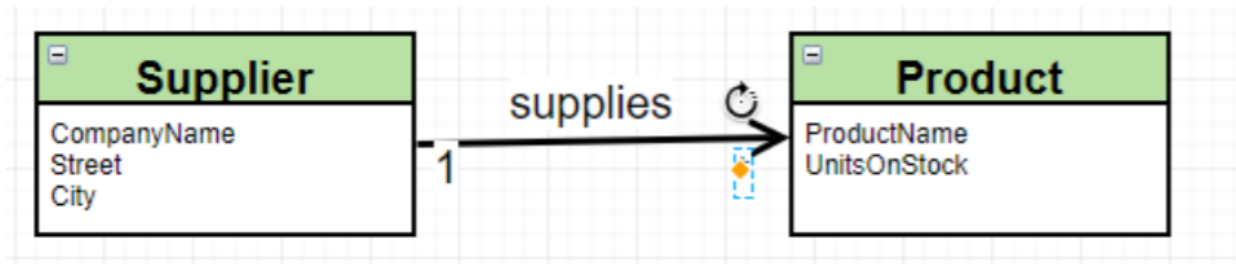 Supplier
CompanyName
Street
City
supplies
1
Product
ProductName
UnitsOnStock